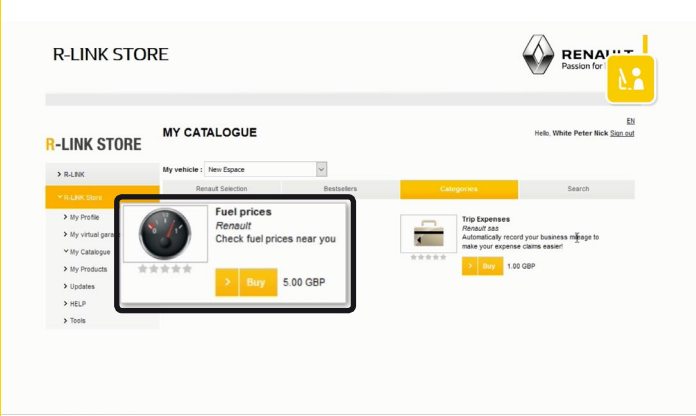 R-LINK STORE
RENAULT
Passion for
EN
Hello, White Peter Nick Sign out
R-LINK STORE
MY CATALOGUE
My vehicle : New Espace
Renault Selection
Bestsellers
Categories
Search
> R-LINK
R-LINK Store
> My Profile
> My virtual
My Catalogue
> My Products
> Updates
> HELP
> Tools
Fuel prices
Renault
Check fuel prices near you
> Buy 5.00 GBP
Trip Expenses
Renault sas
Automatically record your business mileage to
make your expense claims easier!
> Buy 1.00 GBP